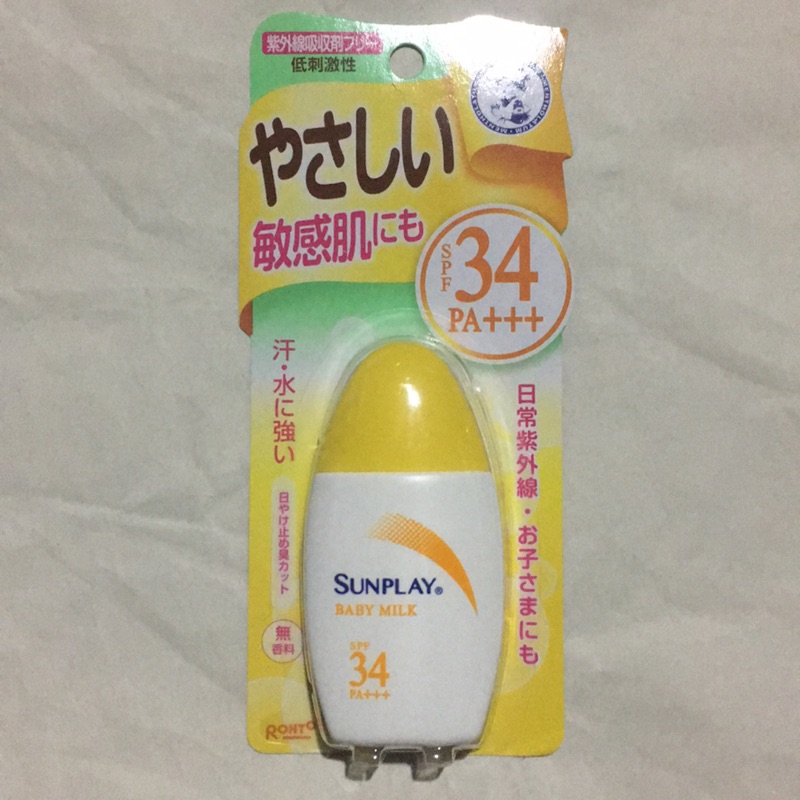 紫外線吸収剤フリー
低刺激性
やさしい
敏感肌にも
SPF
34
PA+++
汗・水に強い
日常紫外線・お子さまにも
日やけ止め臭カット
無
香料
SUNPLAY®
BABY MILK
SPF
34
PA+++
ROHTO